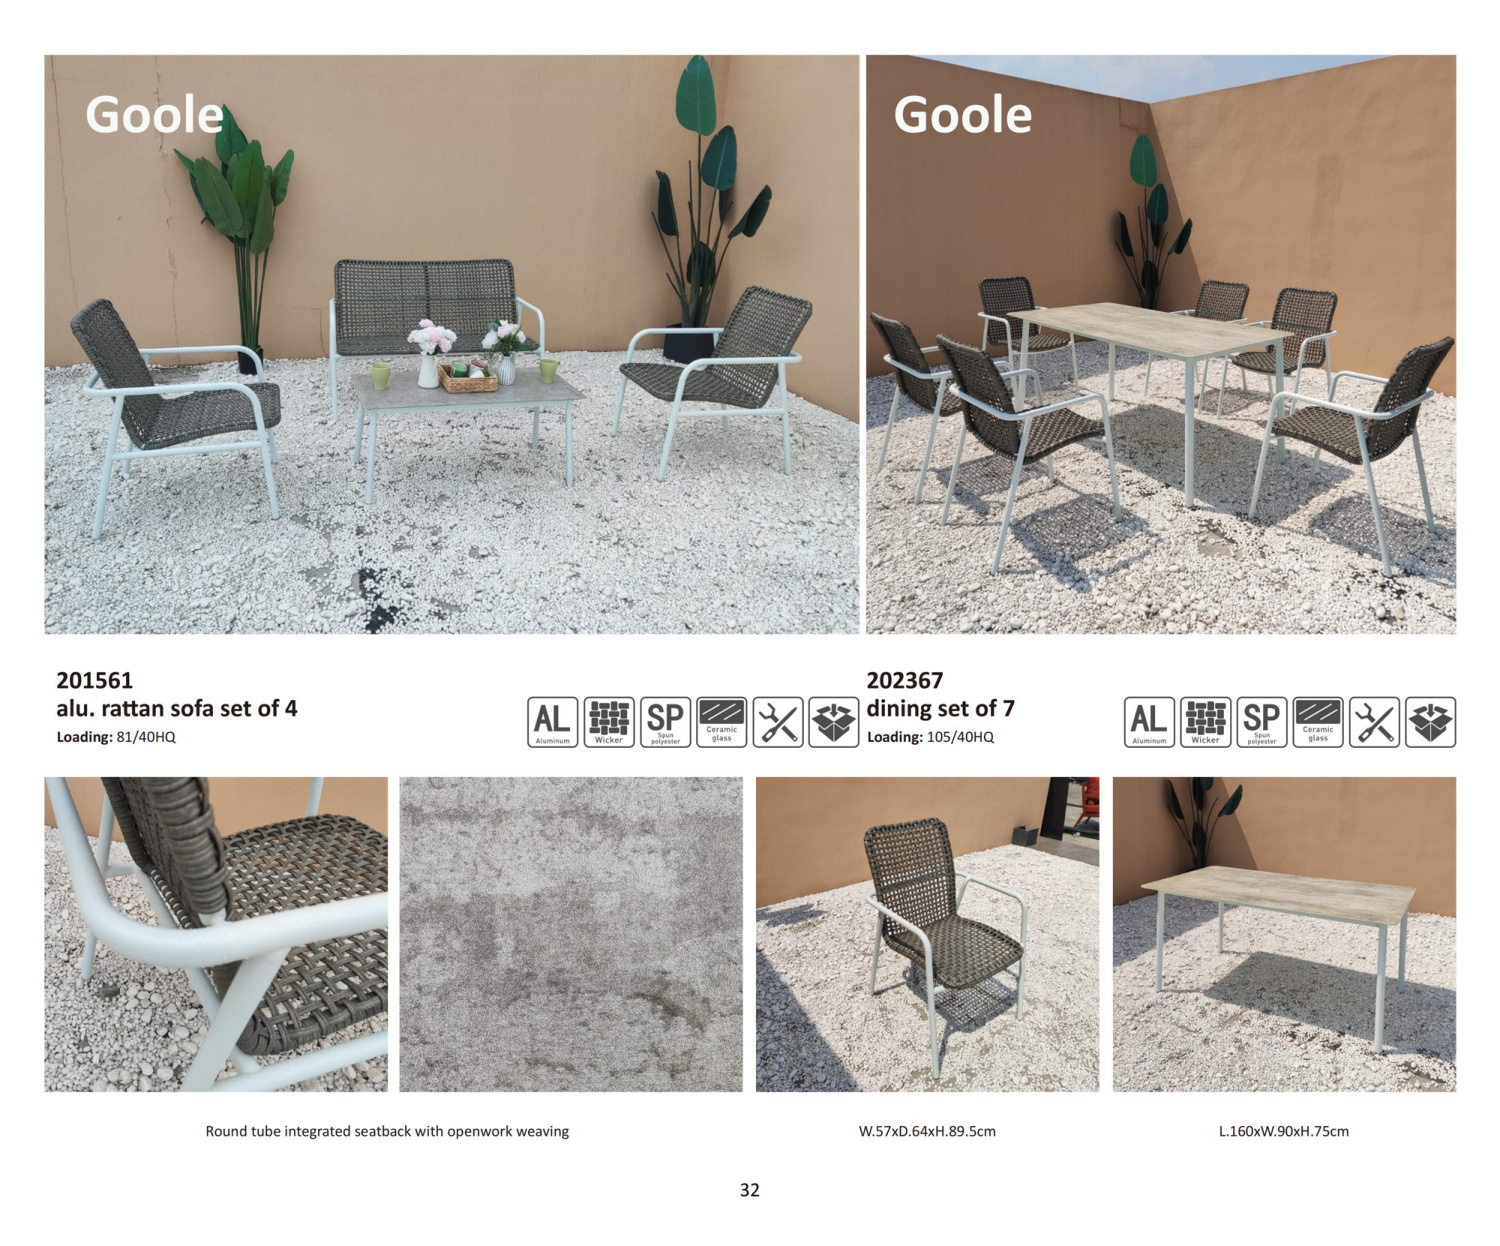 Goole
Goole
201561
alu. rattan sofa set of 4
Loading: 81/40HQ
AL
Aluminum
Wicker
SP
Spun
polyester
Ceramic
glass
202367
dining set of 7
Loading: 105/40HQ
AL
Aluminum
Wicker
SP
Spun
polyester
Ceramic
glass
Round tube integrated seatback with openwork weaving
W.57xD.64xH.89.5cm
L.160xW.90xH.75cm
32